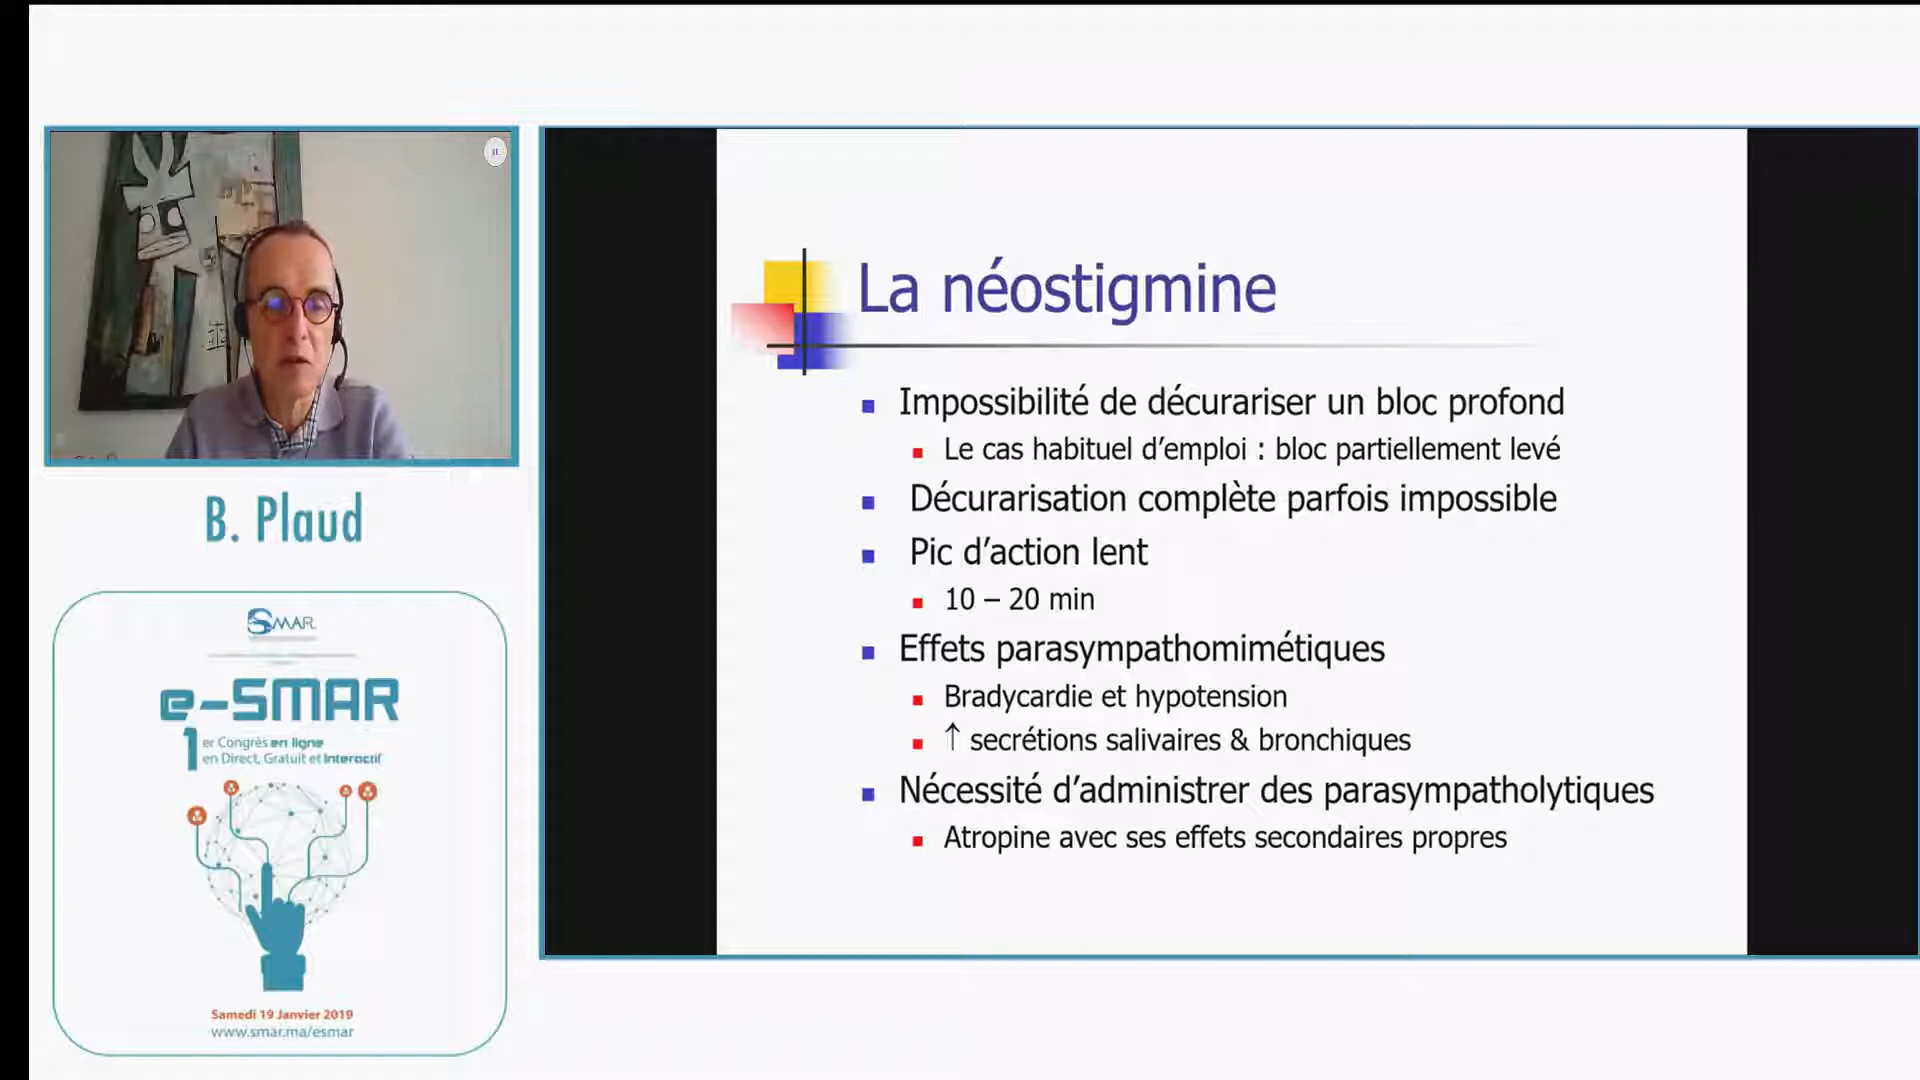 B. Plaud
SMAR
e-SMAR
1er Congrès en ligne
en Direct, Gratuit et Interactif
Samedi 19 Janvier 2019
www.smar.ma/esmar
La néostigmine
Impossibilité de décurariser un bloc profond
Le cas habituel d’emploi : bloc partiellement levé
Décurarisation complète parfois impossible
Pic d’action lent
10 – 20 min
Effets parasympathomimétiques
Bradycardie et hypotension
↑ secrétions salivaires & bronchiques
Nécessité d’administrer des parasympatholytiques
Atropine avec ses effets secondaires propres